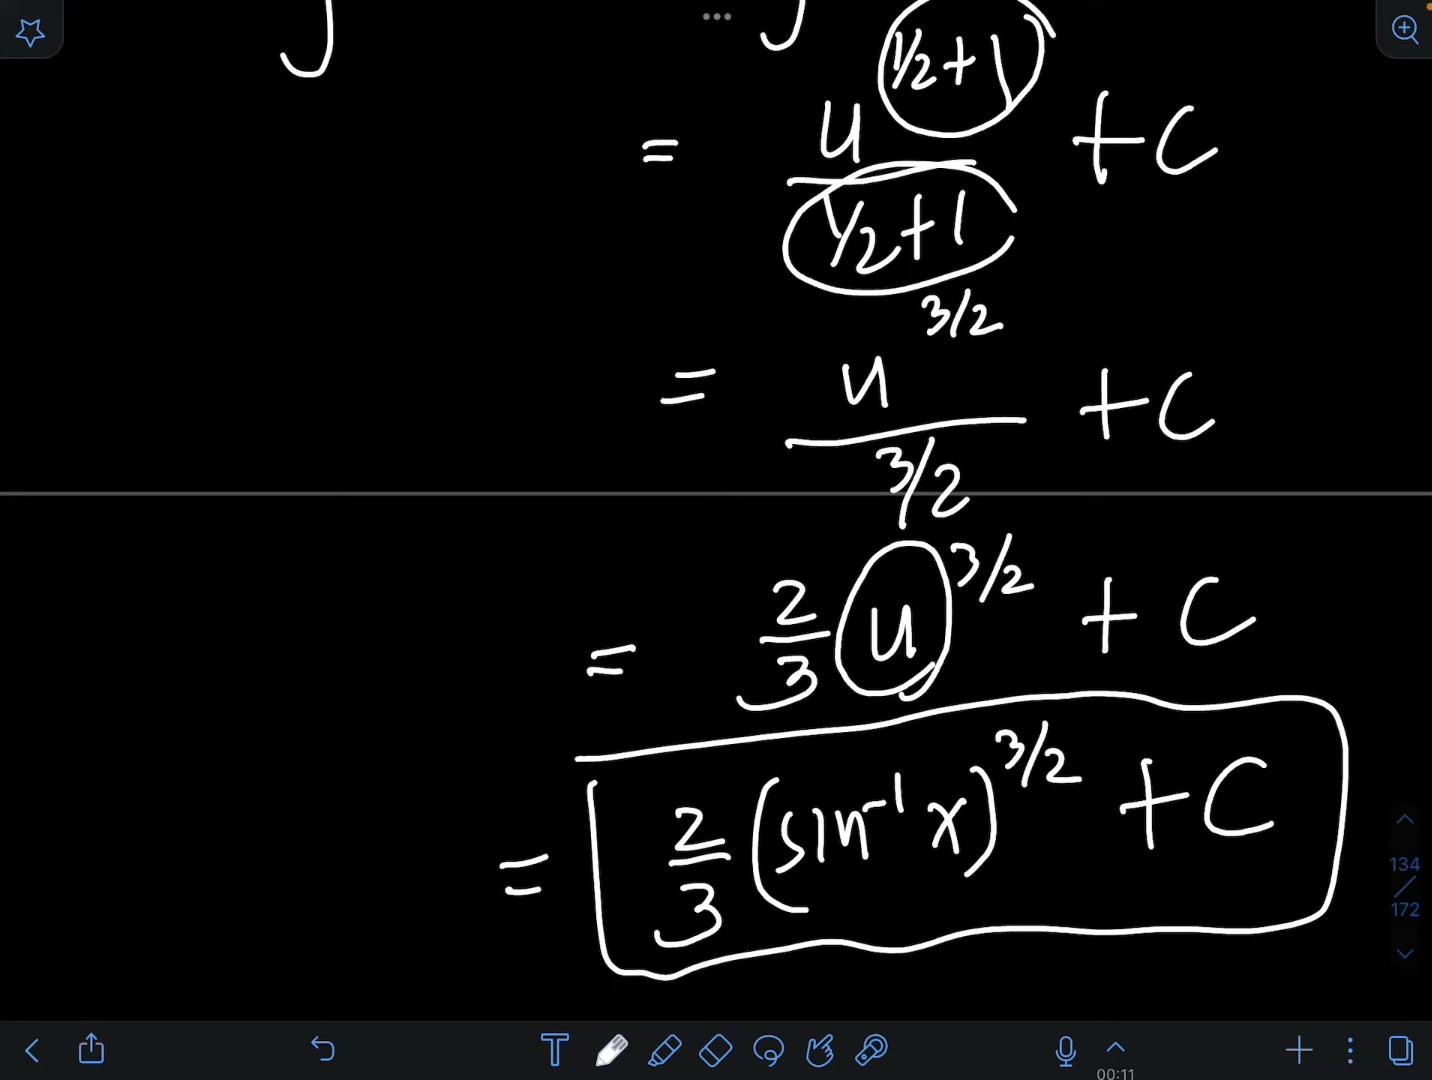 ∫ ∫
= u^(1/2+1) / (1/2+1) + C
= u^(3/2) / (3/2) + C
= 2/3 u^(3/2) + C
= 2/3 (sin⁻¹ x)^(3/2) + C
134
172
T
00:11